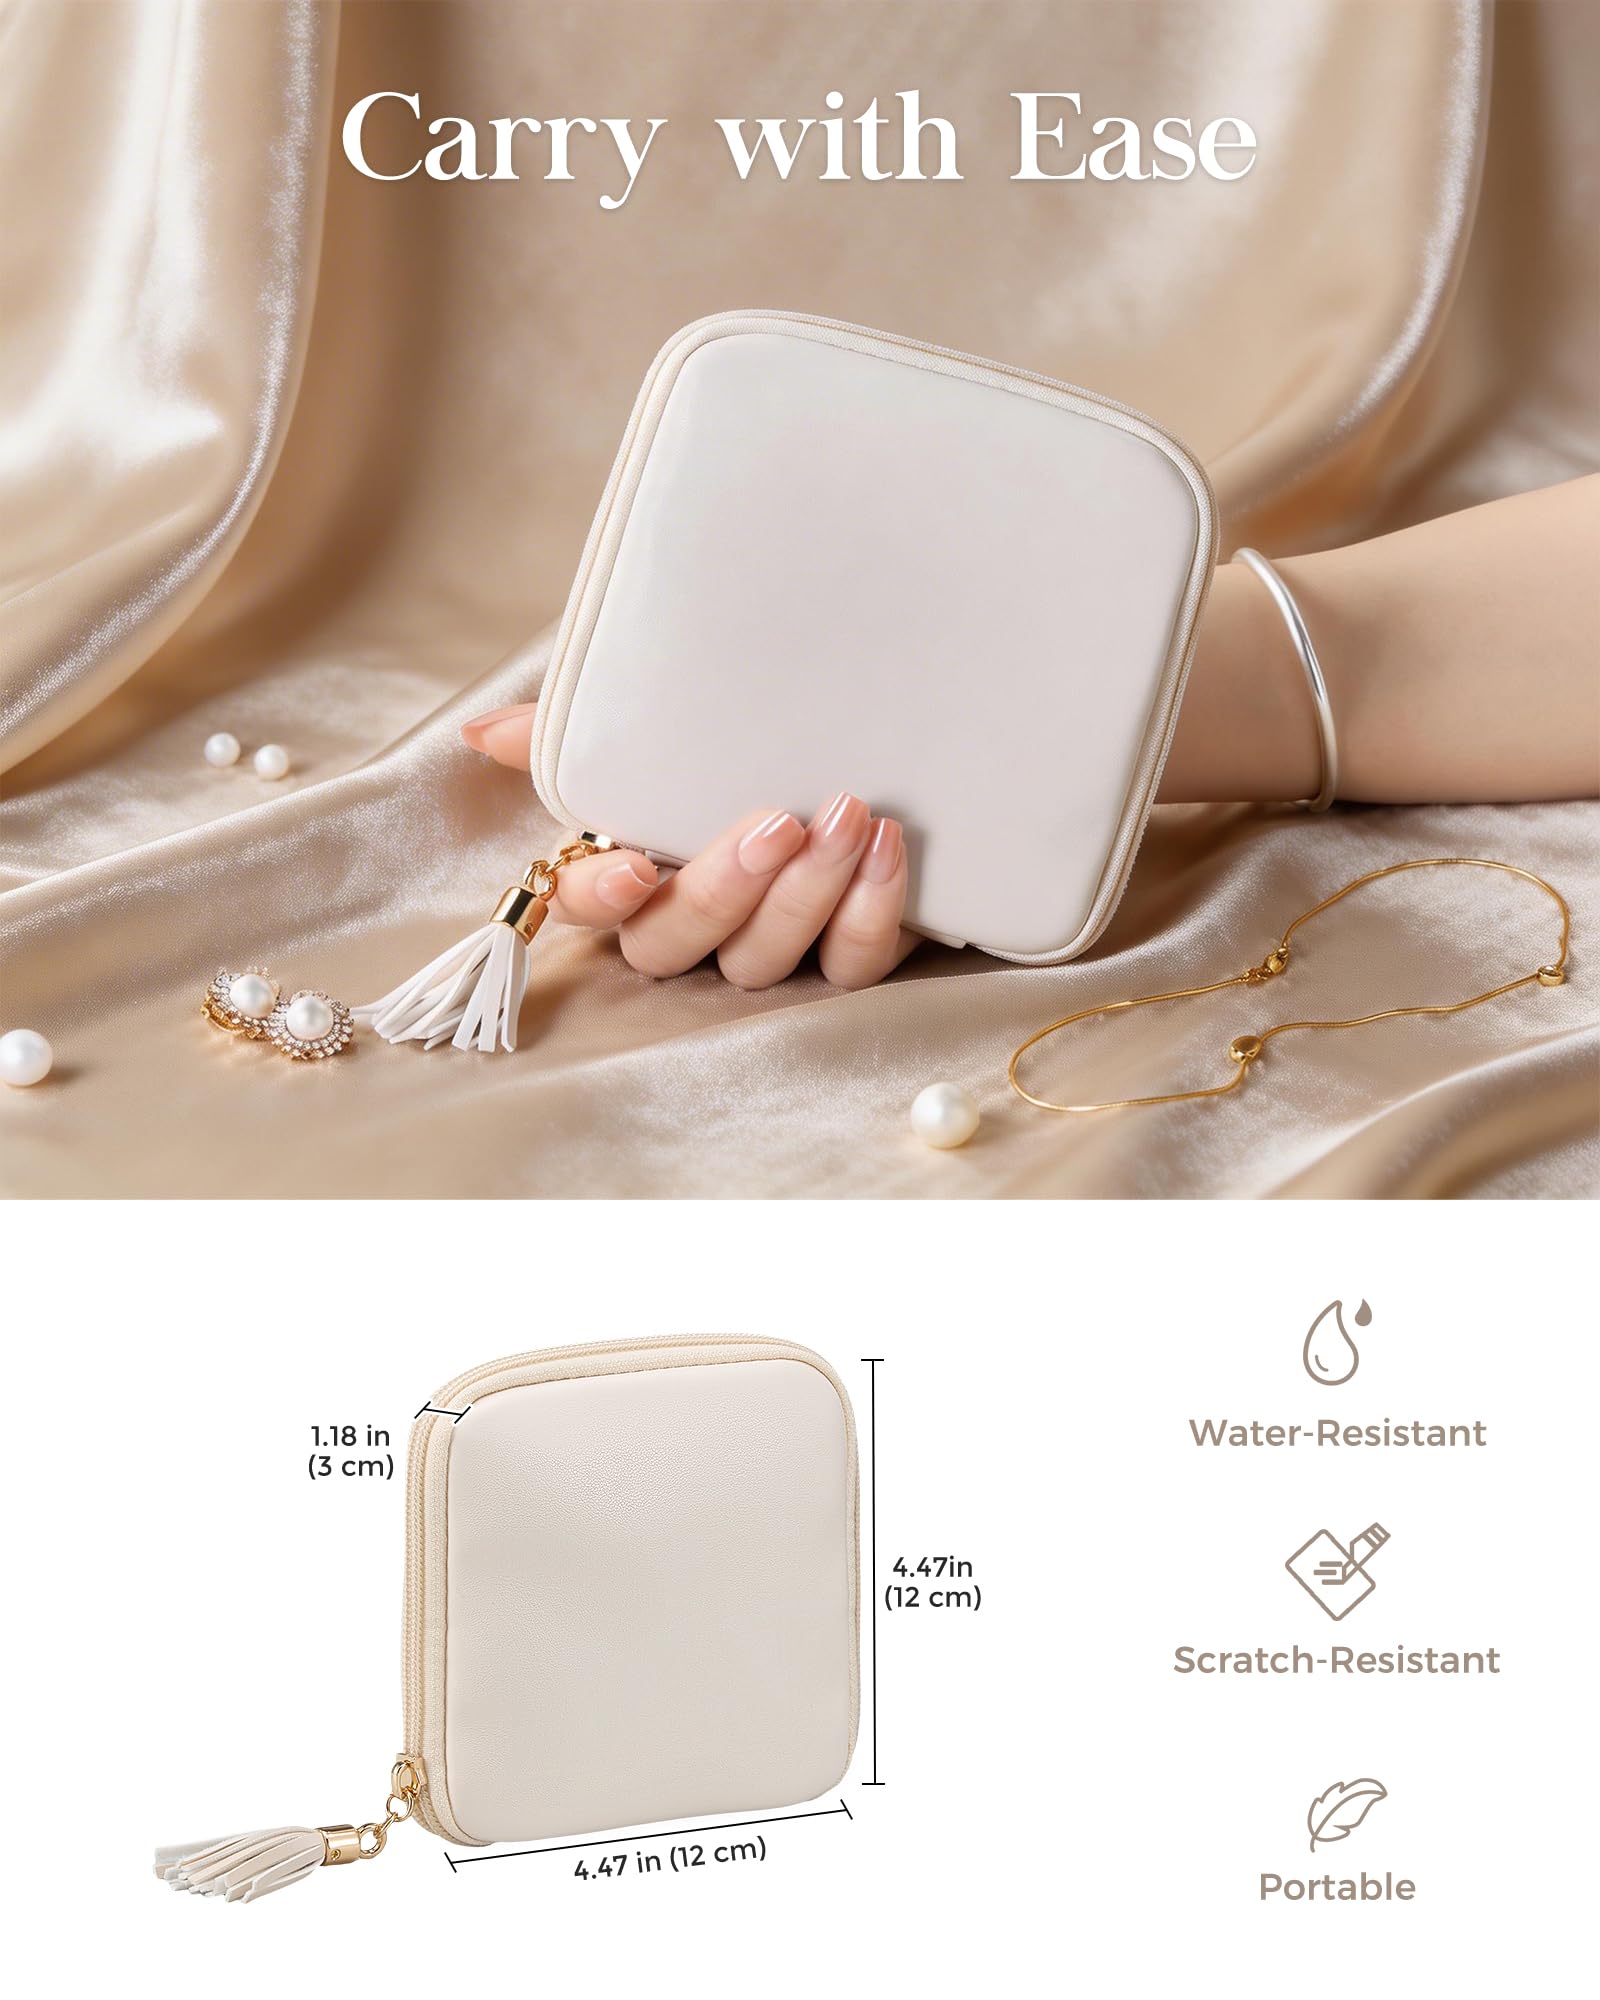 Carry with Ease
1.18 in
(3 cm)
4.47in
(12 cm)
4.47 in (12 cm)
Water-Resistant
Scratch-Resistant
Portable